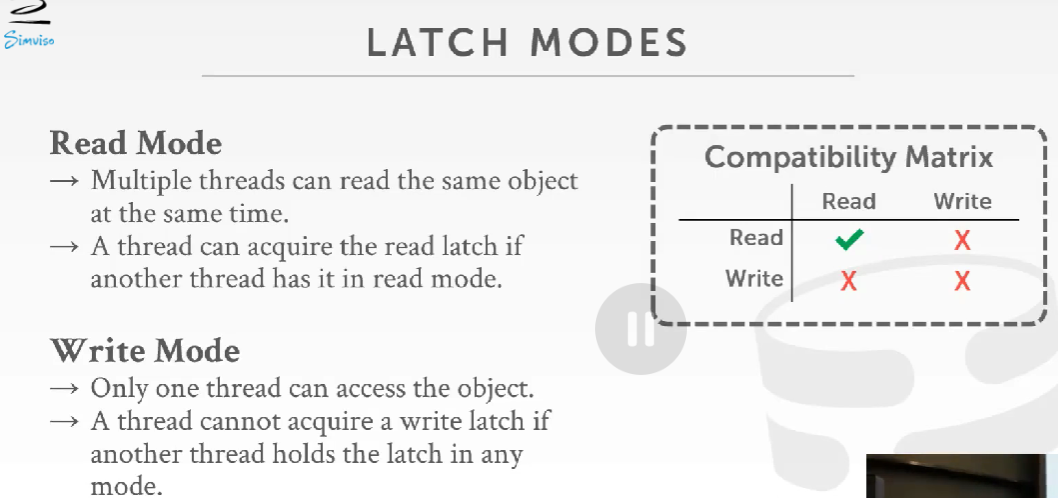 Simviso
LATCH MODES
Read Mode
→ Multiple threads can read the same object
at the same time.
→ A thread can acquire the read latch if
another thread has it in read mode.
Write Mode
→ Only one thread can access the object.
→ A thread cannot acquire a write latch if
another thread holds the latch in any
mode.
Compatibility Matrix
Read Write
Read ✔ X
Write X X